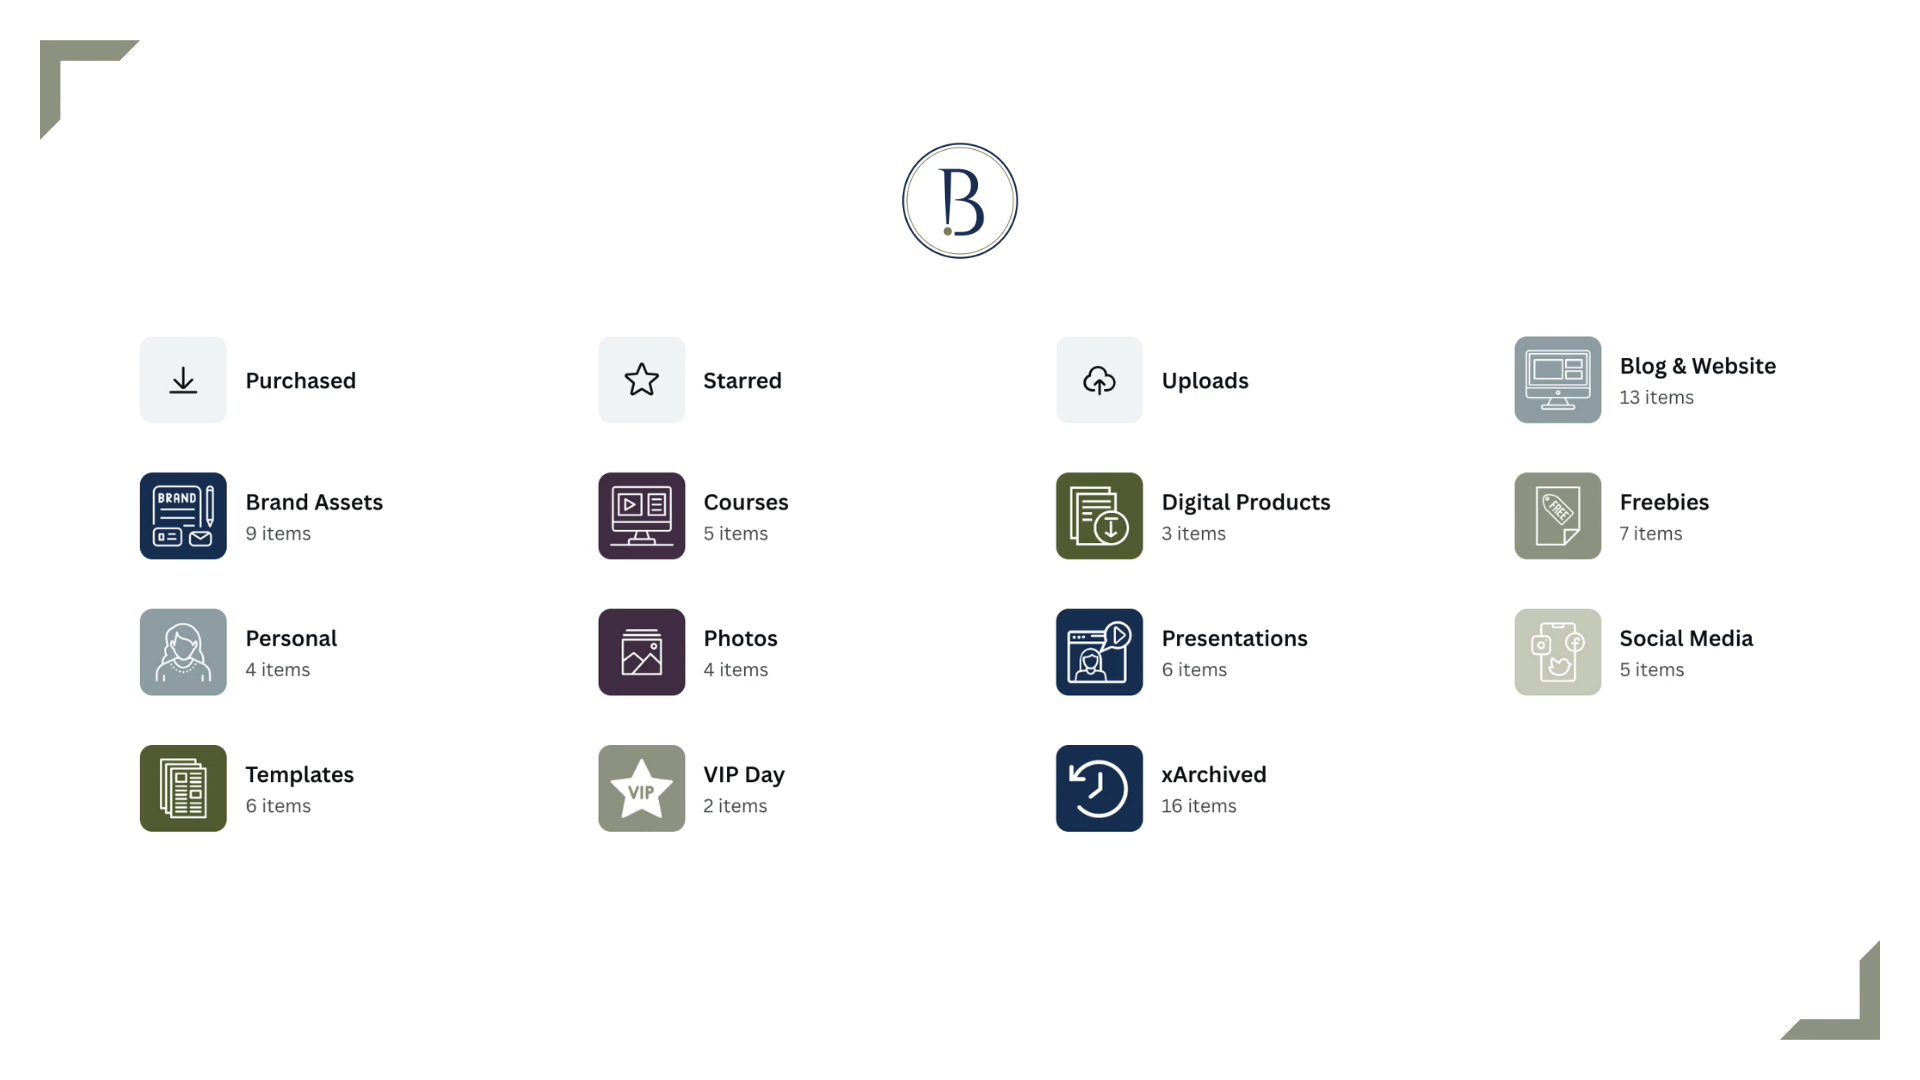 B
Purchased
Starred
Uploads
Blog & Website
13 items
BRAND
Brand Assets
9 items
Courses
5 items
Digital Products
3 items
FREE
Freebies
7 items
Personal
4 items
Photos
4 items
Presentations
6 items
Social Media
5 items
Templates
6 items
VIP
VIP Day
2 items
xArchived
16 items